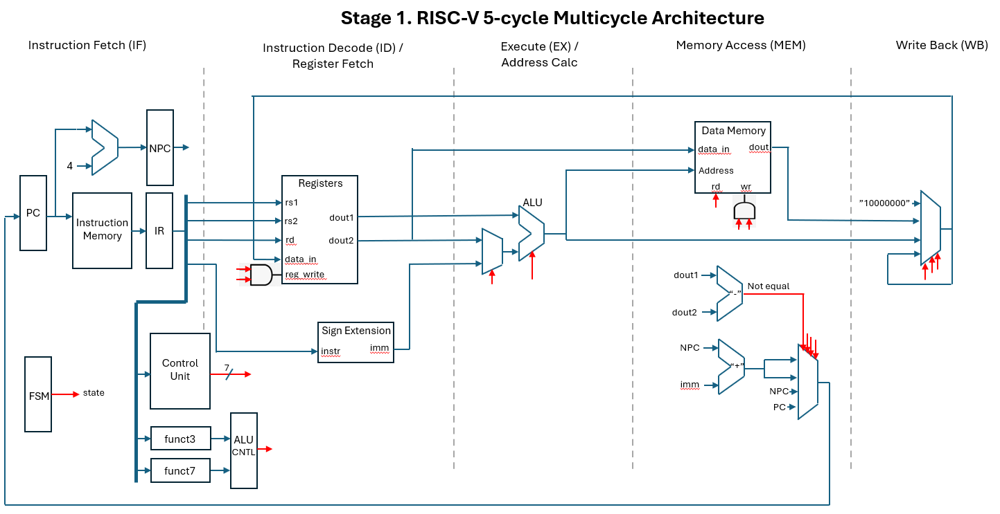 Stage 1. RISC-V 5-cycle Multicycle Architecture
Instruction Fetch (IF)
Instruction Decode (ID) /
Register Fetch
Execute (EX) /
Address Calc
Memory Access (MEM)
Write Back (WB)
NPC
4
PC
Instruction
Memory
IR
Registers
rs1
rs2
rd
data_in
reg_write
dout1
dout2
ALU
Data Memory
data_in
dout
Address
rd
wr
”10000000”
dout1
“-”
Not equal
dout2
NPC
“+”
imm
NPC
PC
Sign Extension
instr
imm
Control
Unit
7
FSM
state
funct3
funct7
ALU
CNTL